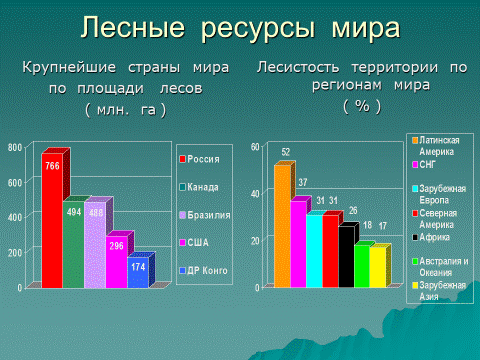 Лесные ресурсы мира
Крупнейшие страны мира
по площади лесов
( млн. га )
800
600
400
200
0
766
494
488
296
174
Россия
Канада
Бразилия
США
ДР Конго
Лесистость территории по
регионам мира
( % )
60
40
20
0
52
37
31
31
26
18
17
Латинская
Америка
СНГ
Зарубежная
Европа
Северная
Америка
Африка
Австралия и
Океания
Зарубежная
Азия